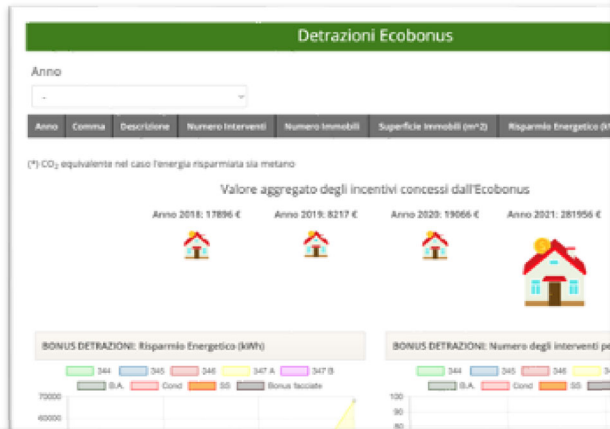 Detrazioni Ecobonus
Anno
-
Anno Comma Descrizione Numero Interventi Numero Immobili Superficie Immobili (m^2) Risparmio Energetico (k
(*) CO₂ equivalente nel caso l'energia risparmiata sia metano
Valore aggregato degli incentivi concessi dall'Ecobonus
Anno 2018: 17896 € Anno 2019: 8217 € Anno 2020: 19066 € Anno 2021: 281956 €
BONUS DETRAZIONI: Risparmio Energetico (kWh) BONUS DETRAZIONI: Numero degli interventi pe
344 345 346 347 A 347 B 344 345 346
B.A. Cond SS Bonus facciate B.A. Cond SS
70000 100
60000 90
80